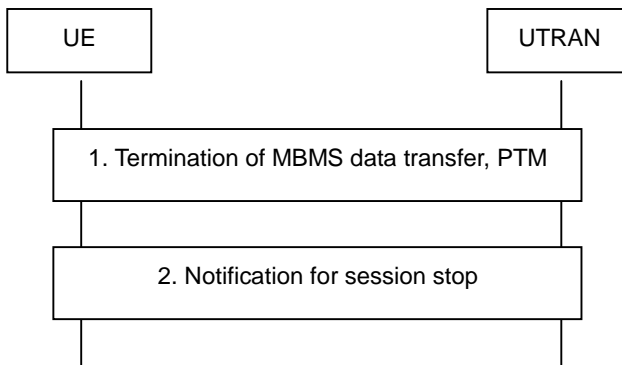 UE
UTRAN
1. Termination of MBMS data transfer, PTM
2. Notification for session stop